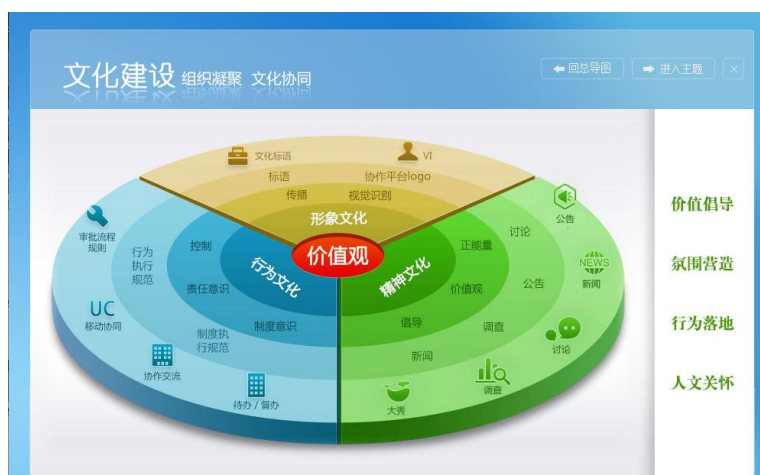 文化建设 组织凝聚 文化协同
回总导图
进入主题
文化标语
VI
标语
协作平台logo
传播
视觉识别
形象文化
价值观
行为文化
精神文化
控制
责任意识
制度意识
行为
执行
规范
制度执
行规范
审批流程
规则
UC
移动协同
协作交流
待办 / 督办
正能量
价值观
倡导
讨论
公告
调查
新闻
公告
NEWS
新闻
讨论
调查
大秀
价值倡导
氛围营造
行为落地
人文关怀